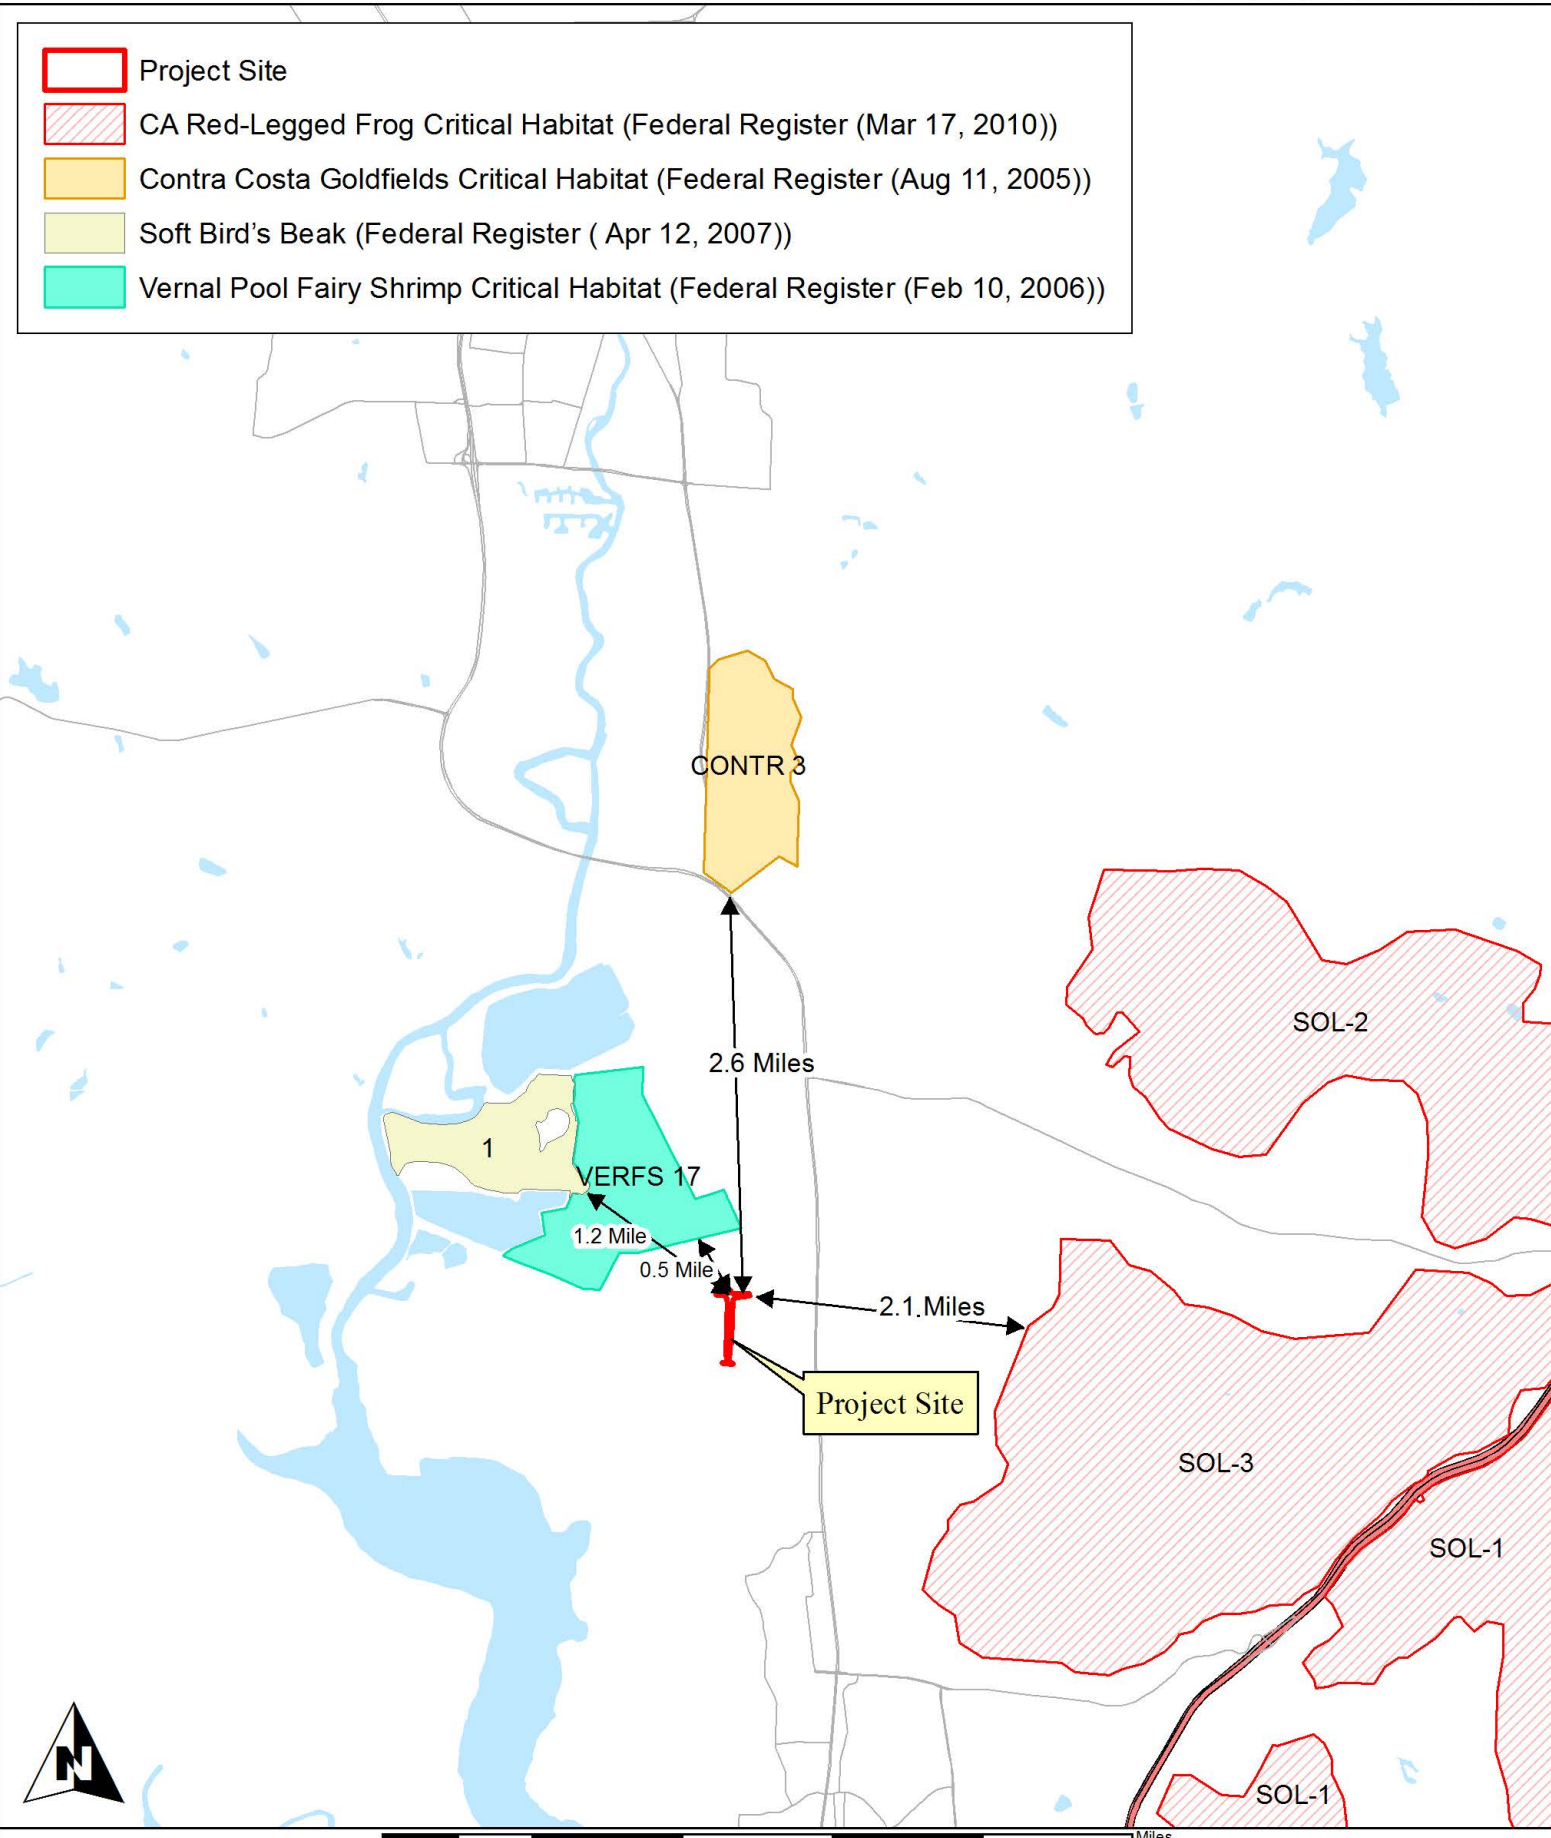 Project Site
CA Red-Legged Frog Critical Habitat (Federal Register (Mar 17, 2010))
Contra Costa Goldfields Critical Habitat (Federal Register (Aug 11, 2005))
Soft Bird's Beak (Federal Register ( Apr 12, 2007))
Vernal Pool Fairy Shrimp Critical Habitat (Federal Register (Feb 10, 2006))
CONTR 3
SOL-2
2.6 Miles
1
VERFS 17
1.2 Mile
0.5 Mile
2.1 Miles
Project Site
SOL-3
SOL-1
N
SOL-1
Miles